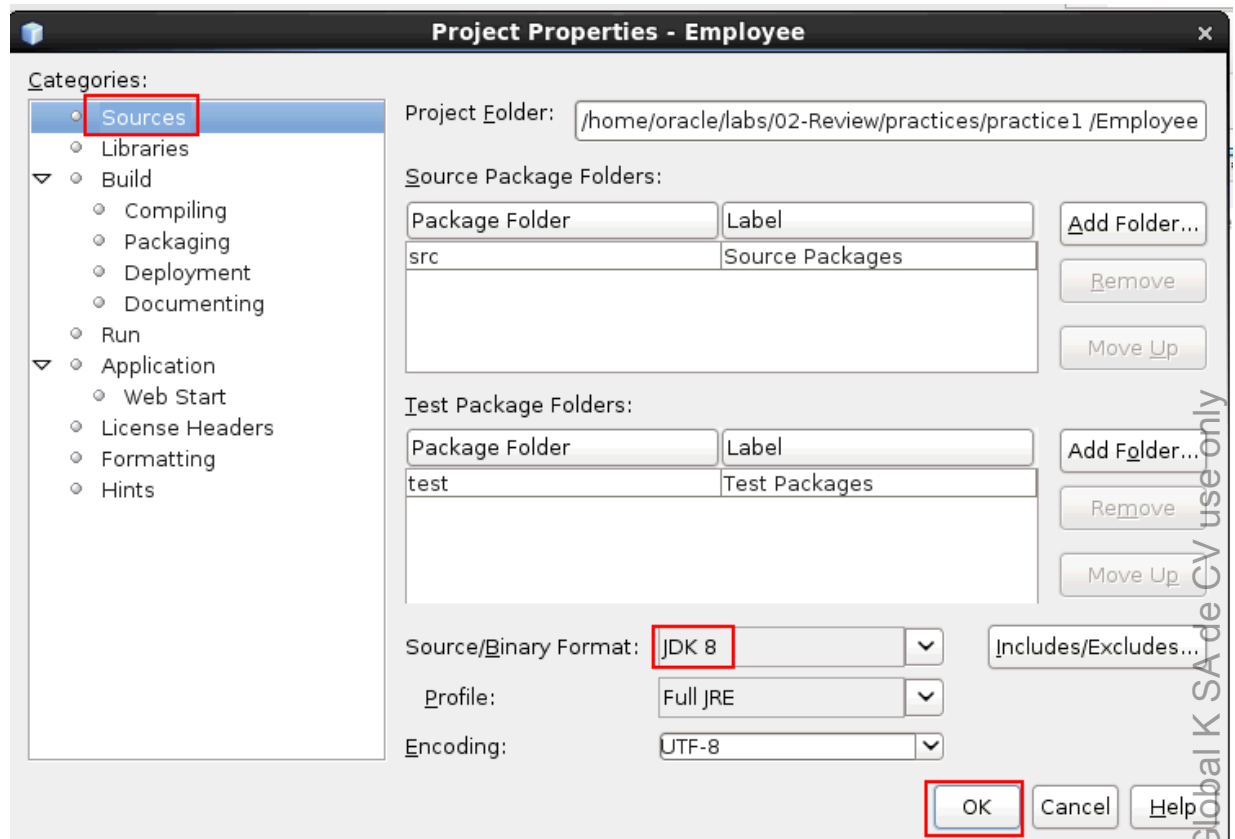 Project Properties - Employee
Categories:
Sources
Libraries
Build
Compiling
Packaging
Deployment
Documenting
Run
Application
Web Start
License Headers
Formatting
Hints
Project Folder: /home/oracle/labs/02-Review/practices/practice1 /Employee
Source Package Folders:
Package Folder Label
src Source Packages
Add Folder...
Remove
Move Up
Test Package Folders:
Package Folder Label
test Test Packages
Add Folder...
Remove
Move Up
Source/Binary Format: JDK 8
Includes/Excludes...
Profile: Full JRE
Encoding: UTF-8
OK Cancel Help
Global K SA de CV use only